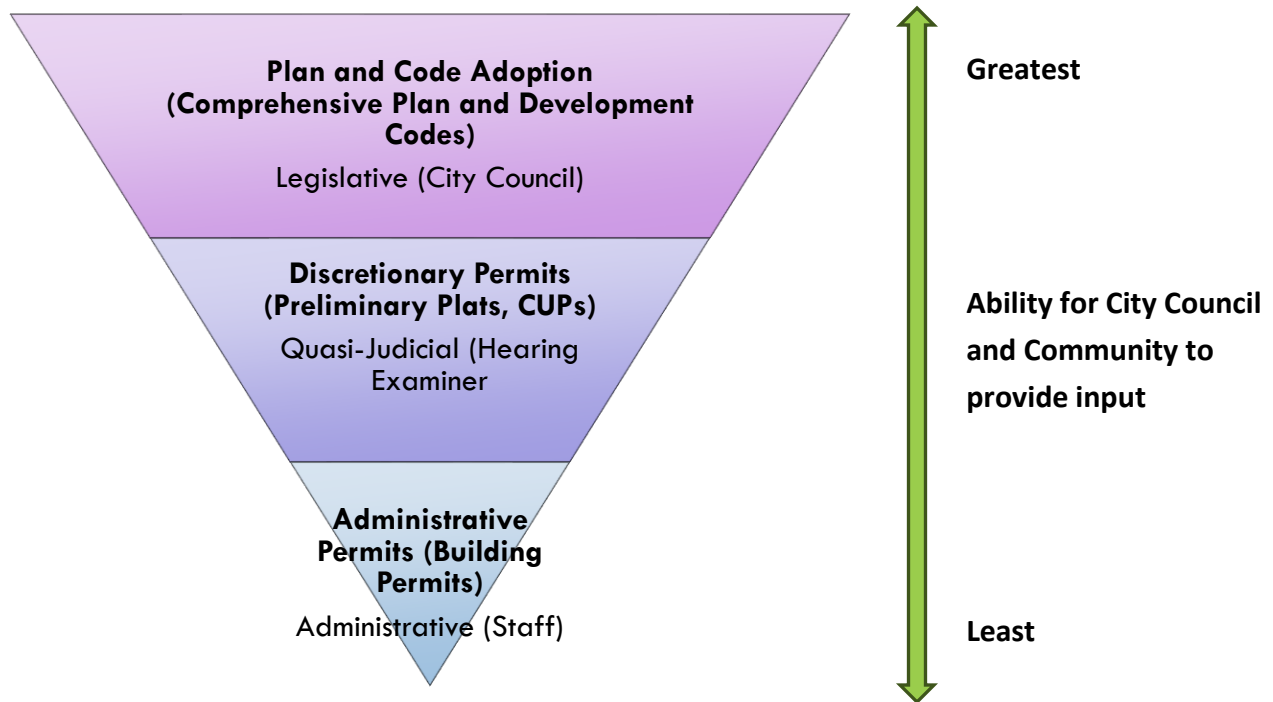 Plan and Code Adoption
(Comprehensive Plan and Development
Codes)
Legislative (City Council)
Discretionary Permits
(Preliminary Plats, CUPs)
Quasi-Judicial (Hearing
Examiner
Administrative
Permits (Building
Permits)
Administrative (Staff)
Greatest
Ability for City Council
and Community to
provide input
Least